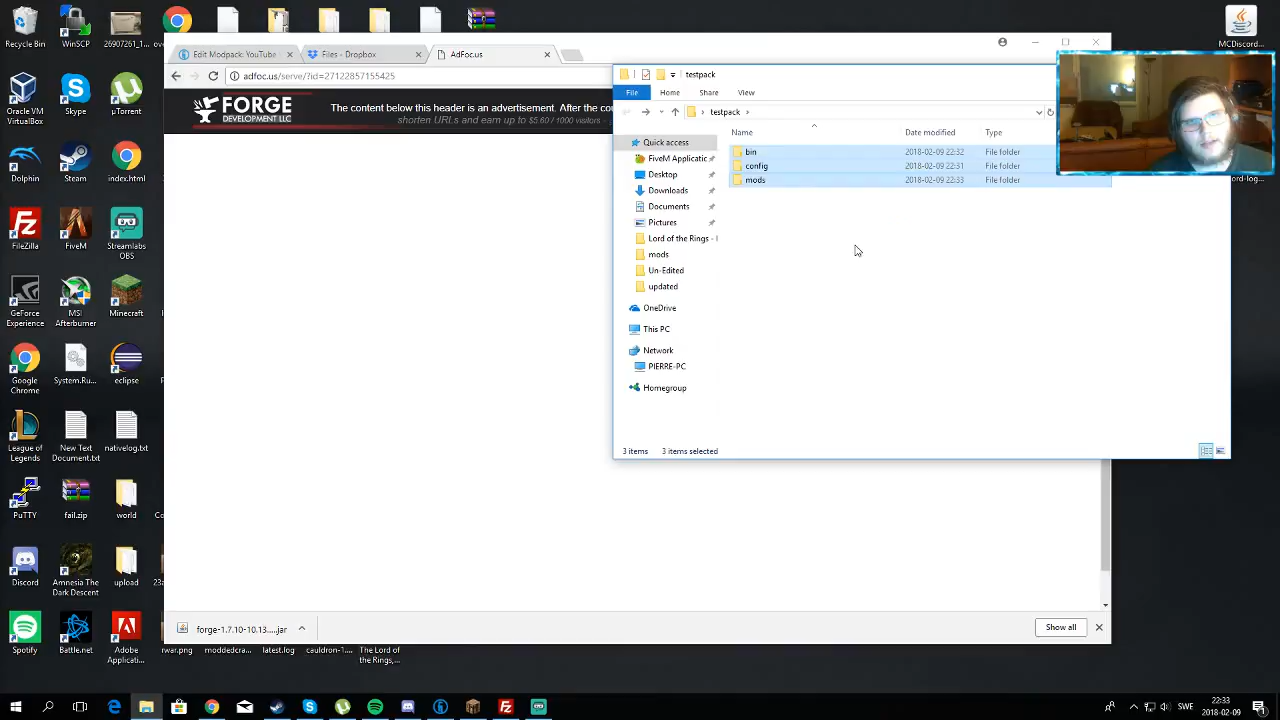 Recycle Bin
WinSCP
2690726I_...
Edit Modpack: YouTube
Files - Dropbox
AdFoc.us
adfoc.us/serve/?id=27122857155425
FORGE
DEVELOPMENT LLC
The content below this header is an advertisement. After the cou
shorten URLs and earn up to $5.60 / 1000 visitors -
testpack
File
Home
Share
View
testpack
Name
Date modified
Type
bin
2018-02-09 22:32
File folder
config
2018-02-09 22:31
File folder
mods
2018-02-09 22:33
File folder
Quick access
FiveM Applicatic
Desktop
Downloads
Documents
Pictures
Lord of the Rings -
mods
Un-Edited
updated
OneDrive
This PC
Network
PIERRE-PC
Homegroup
3 items
3 items selected
MCDiscord...
ord-log...
Oracle VM
VirtualBox
Skype
µTorrent
Dolphin
Steam
index.html
FileZilla
FiveM
Streamlabs
OBS
GeForce
Experience
MSI
Afterburner
Minecraft
Google
Chrome
System.Ru...
eclipse
League of
Legends
New Text
Document.txt
nativelog.txt
PuTTY
fail.zip
world
Discord
Amnesia The
Dark Descent
upload
Spotify
Battle.net
Adobe
Applicati...
forge-1.7.10-10.13....jar
Show all
rwar.png
moddedcra...
latest.log
cauldron-1....
The Lord of
the Rings,...
SWE
22:33
2018-02-09